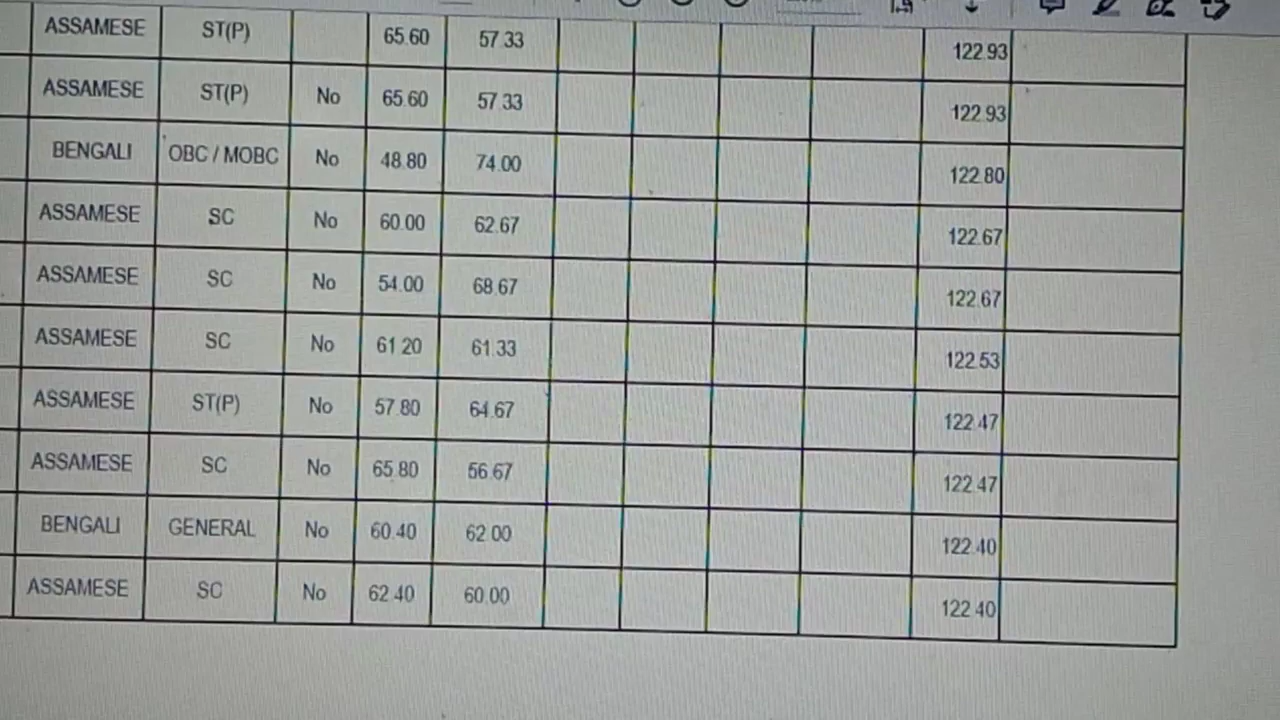 ASSAMESE ST(P) 65.60 57.33 122.93
ASSAMESE ST(P) No 65.60 57.33 122.93
BENGALI OBC / MOBC No 48.80 74.00 122.80
ASSAMESE SC No 60.00 62.67 122.67
ASSAMESE SC No 54.00 68.67 122.67
ASSAMESE SC No 61.20 61.33 122.53
ASSAMESE ST(P) No 57.80 64.67 122.47
ASSAMESE SC No 65.80 56.67 122.47
BENGALI GENERAL No 60.40 62.00 122.40
ASSAMESE SC No 62.40 60.00 122.40